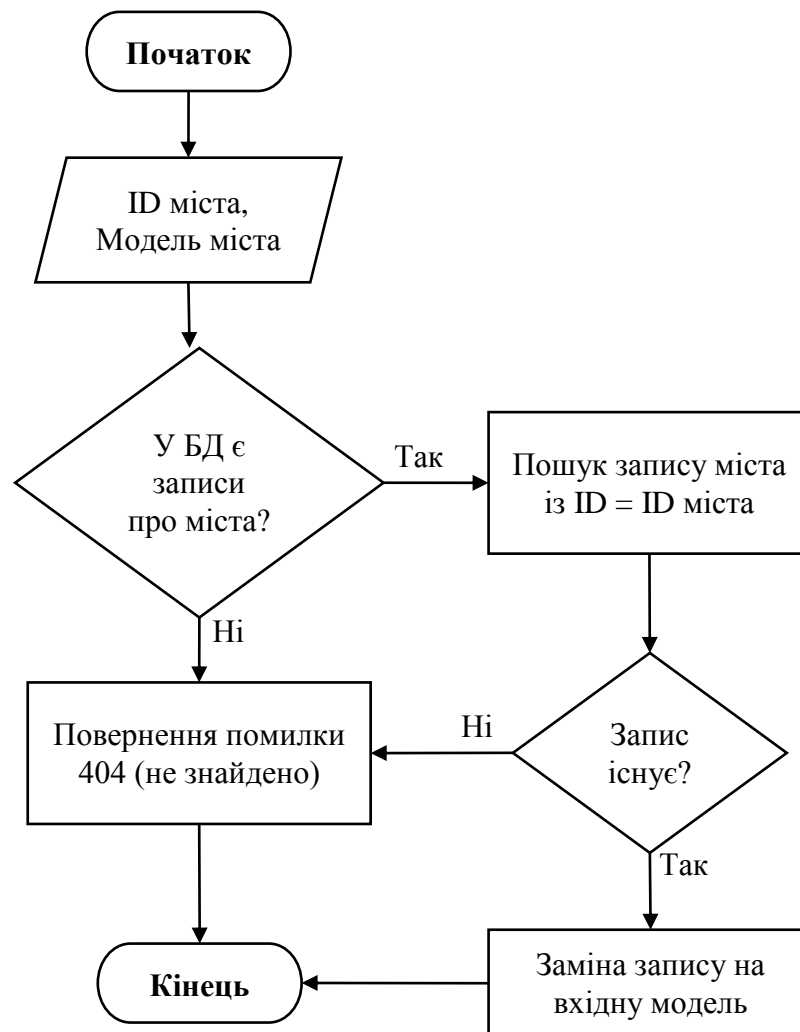 Початок
ID міста,
Модель міста
У БД є
записи
про міста?
Так
Пошук запису міста
із ID = ID міста
Ні
Повернення помилки
404 (не знайдено)
Ні
Запис
існує?
Так
Заміна запису на
вхідну модель
Кінець